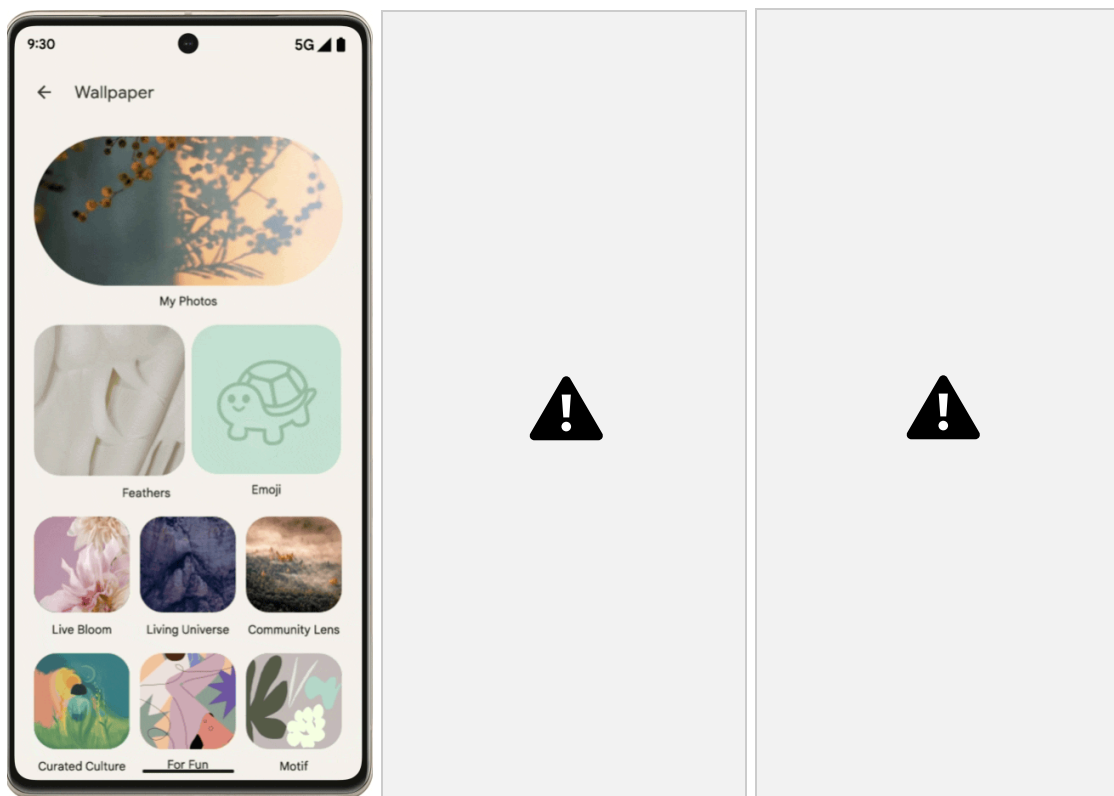 9:30 5G
Wallpaper
My Photos
Feathers Emoji
Live Bloom Living Universe Community Lens
Curated Culture For Fun Motif